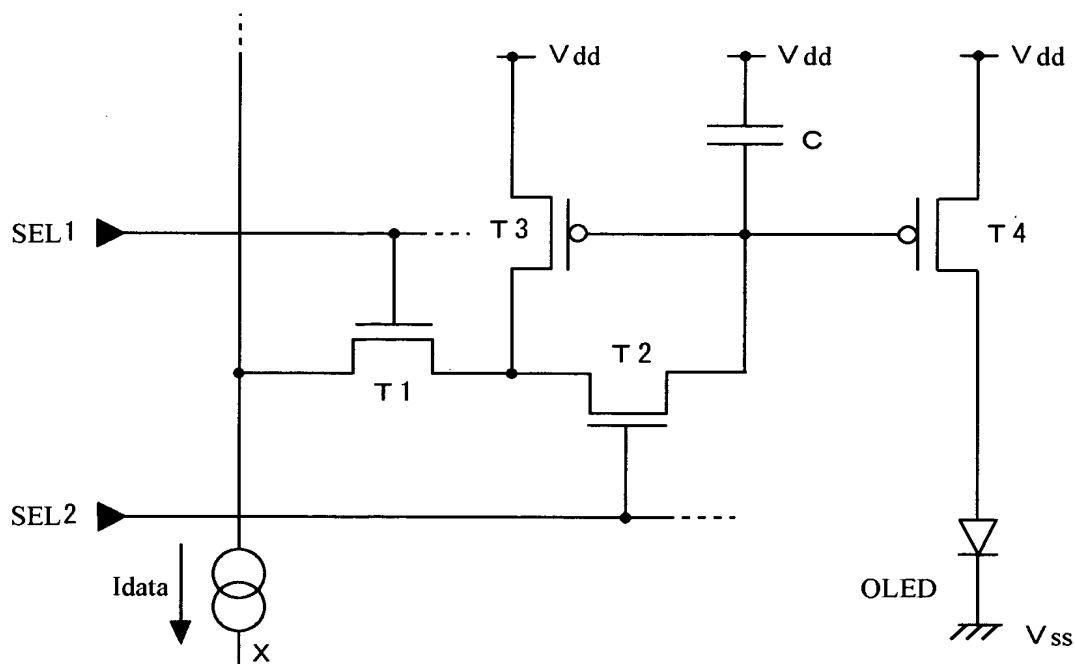 Vdd
Vdd
Vdd
C
SEL1
T3
T4
T2
T1
SEL2
Idata
OLED
X
Vss